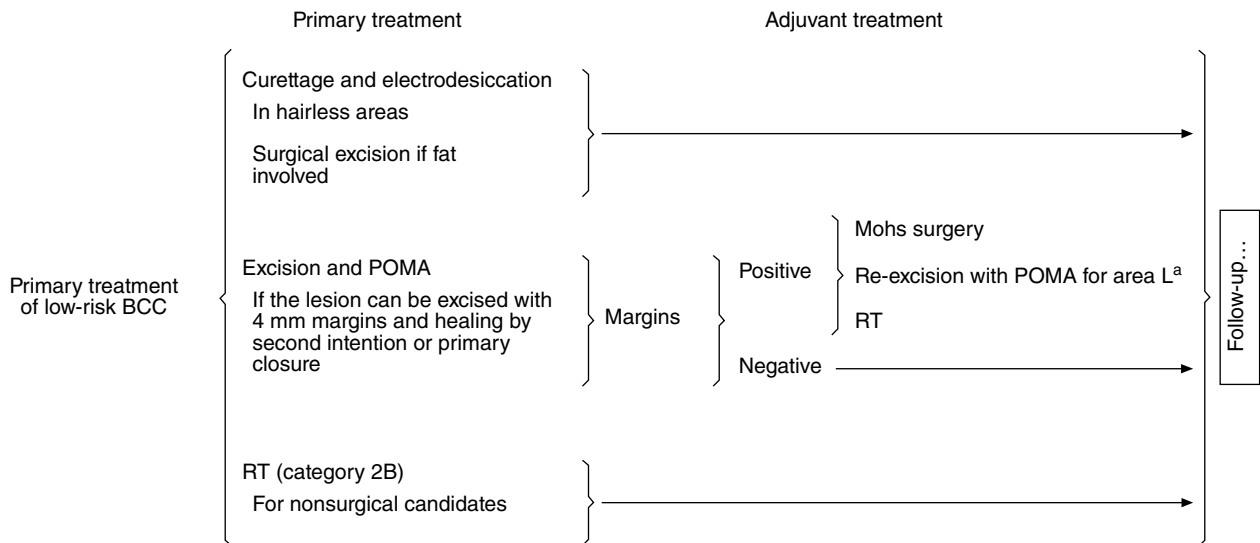 Primary treatment
Adjuvant treatment
Primary treatment
of low-risk BCC
Curettage and electrodesiccation
In hairless areas
Surgical excision if fat
involved
Excision and POMA
If the lesion can be excised with
4 mm margins and healing by
second intention or primary
closure
Margins
Positive
Mohs surgery
Re-excision with POMA for area Lᵃ
RT
Negative
RT (category 2B)
For nonsurgical candidates
Follow-up…